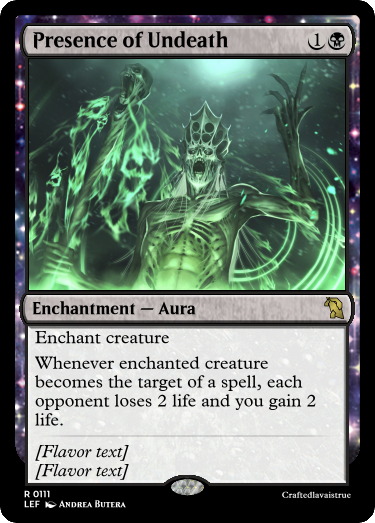 Presence of Undeath 1
Enchantment — Aura
Enchant creature
Whenever enchanted creature
becomes the target of a spell, each
opponent loses 2 life and you gain 2
life.
[Flavor text]
[Flavor text]
R 0111
LEF Andrea Butera
Craftedlavaistrue